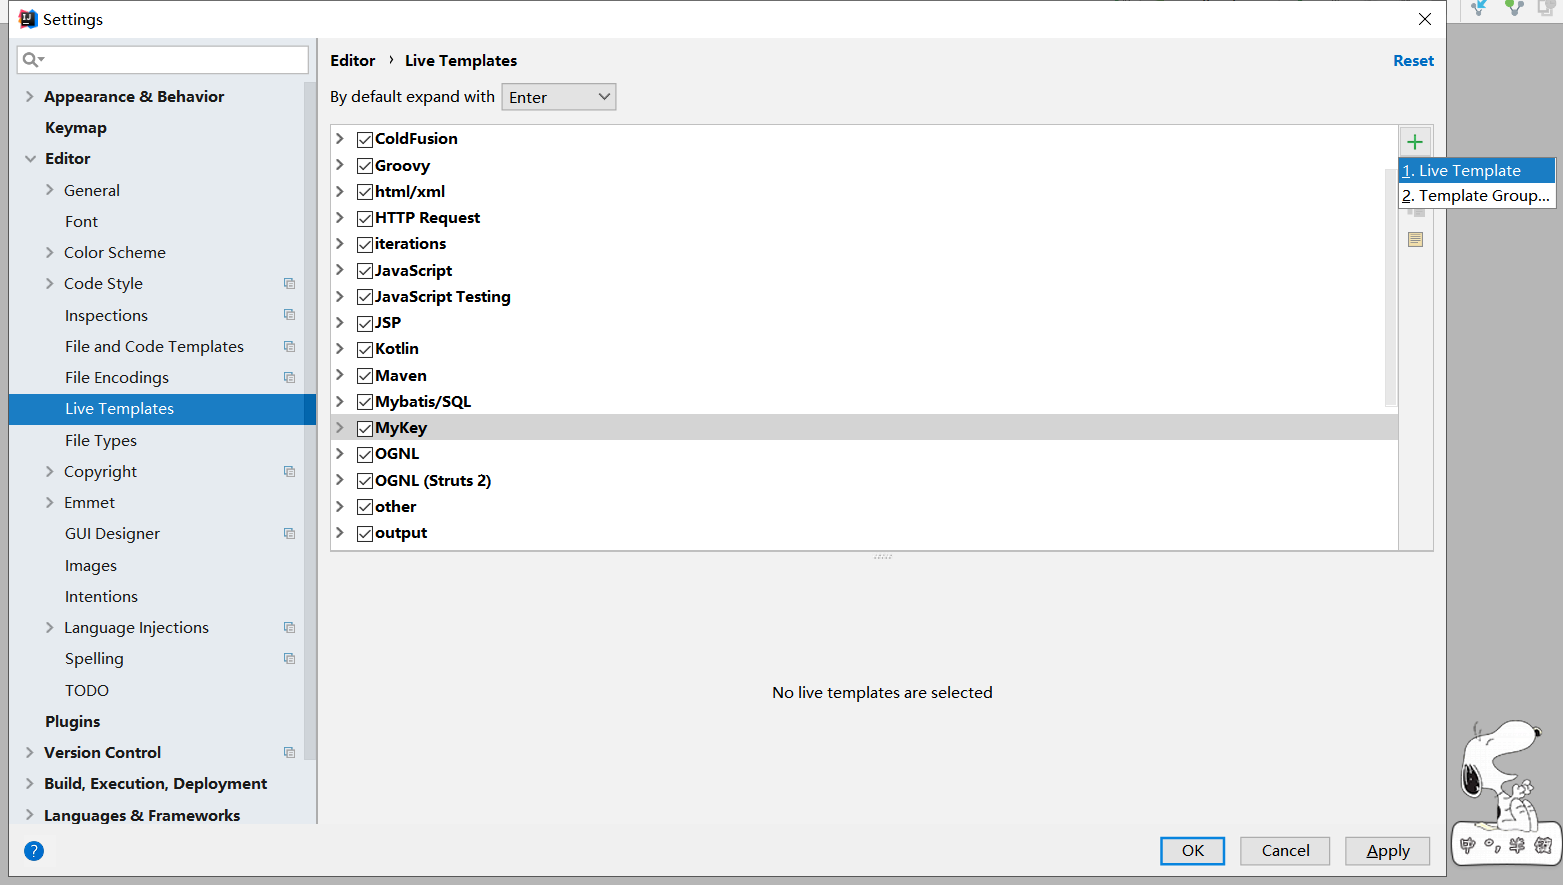 Settings
Appearance & Behavior
Keymap
Editor
General
Font
Color Scheme
Code Style
Inspections
File and Code Templates
File Encodings
Live Templates
File Types
Copyright
Emmet
GUI Designer
Images
Intentions
Language Injections
Spelling
TODO
Plugins
Version Control
Build, Execution, Deployment
Languages & Frameworks
Editor › Live Templates
Reset
By default expand with Enter
ColdFusion
Groovy
html/xml
HTTP Request
iterations
JavaScript
JavaScript Testing
JSP
Kotlin
Maven
Mybatis/SQL
MyKey
OGNL
OGNL (Struts 2)
other
output
1. Live Template
2. Template Group...
No live templates are selected
?
OK
Cancel
Apply
中 °, 半